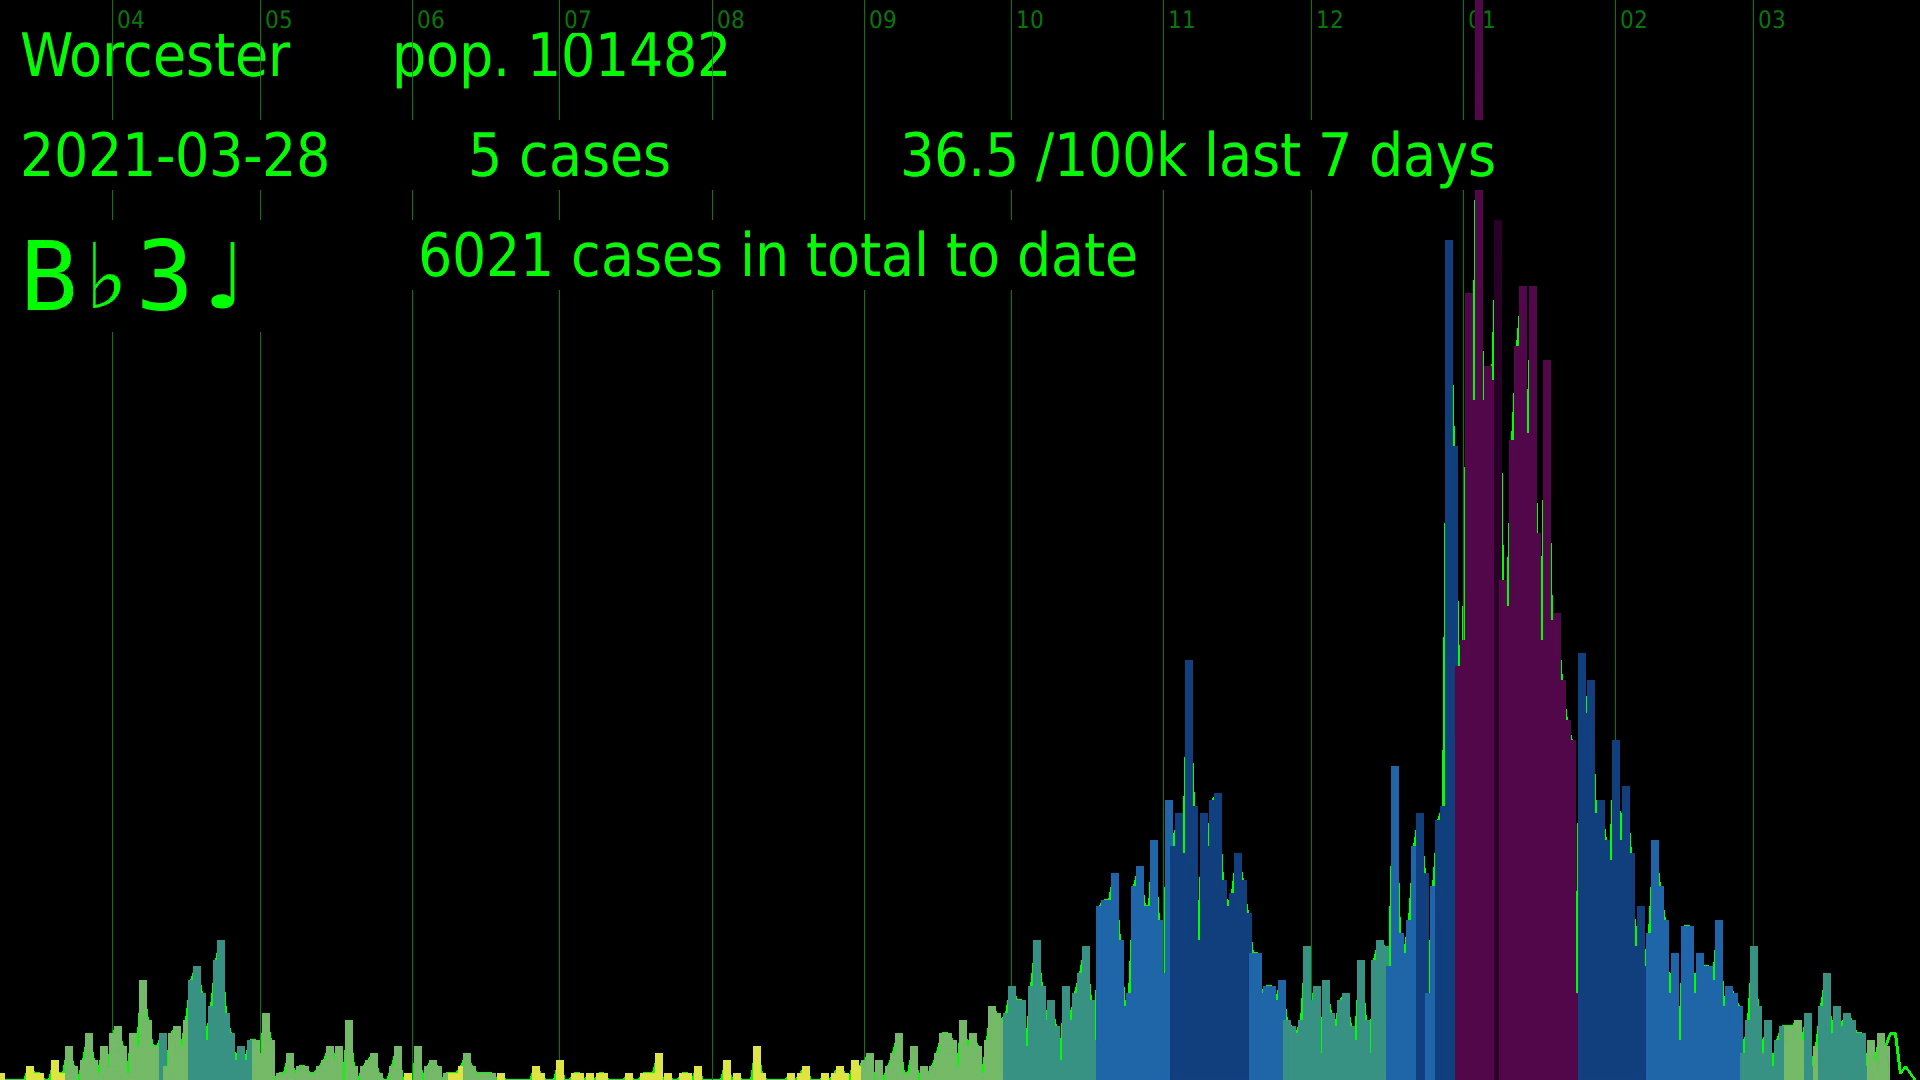 04 05 06 07 08 09 10 11 12 01 02 03
Worcester pop. 101482
2021-03-28 5 cases 36.5 /100k last 7 days
B♭3♩ 6021 cases in total to date